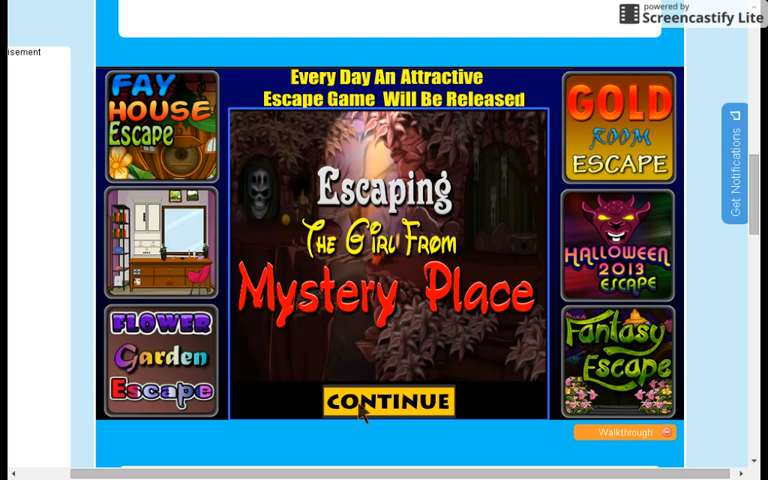 powered by
Screencastify Lite
isement
Every Day An Attractive
Escape Game Will Be Released
FAY
HOUSE
Escape
GOLD
ROOM
ESCAPE
Escaping
The Girl From
Mystery Place
HALLOWEEN
2013
ESCAPE
FLOWER
Garden
Escape
Fantasy
Escape
CONTINUE
Walkthrough
Get Notifications